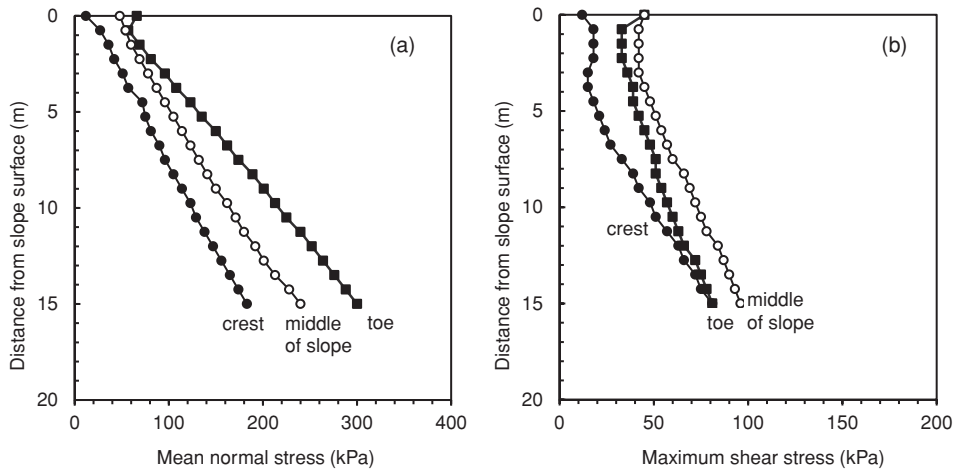 (a)
0
5
10
15
20
Distance from slope surface (m)
crest
middle
of slope
toe
0
100
200
300
400
Mean normal stress (kPa)
(b)
0
5
10
15
20
Distance from slope surface (m)
crest
toe
middle
of slope
0
50
100
150
200
Maximum shear stress (kPa)